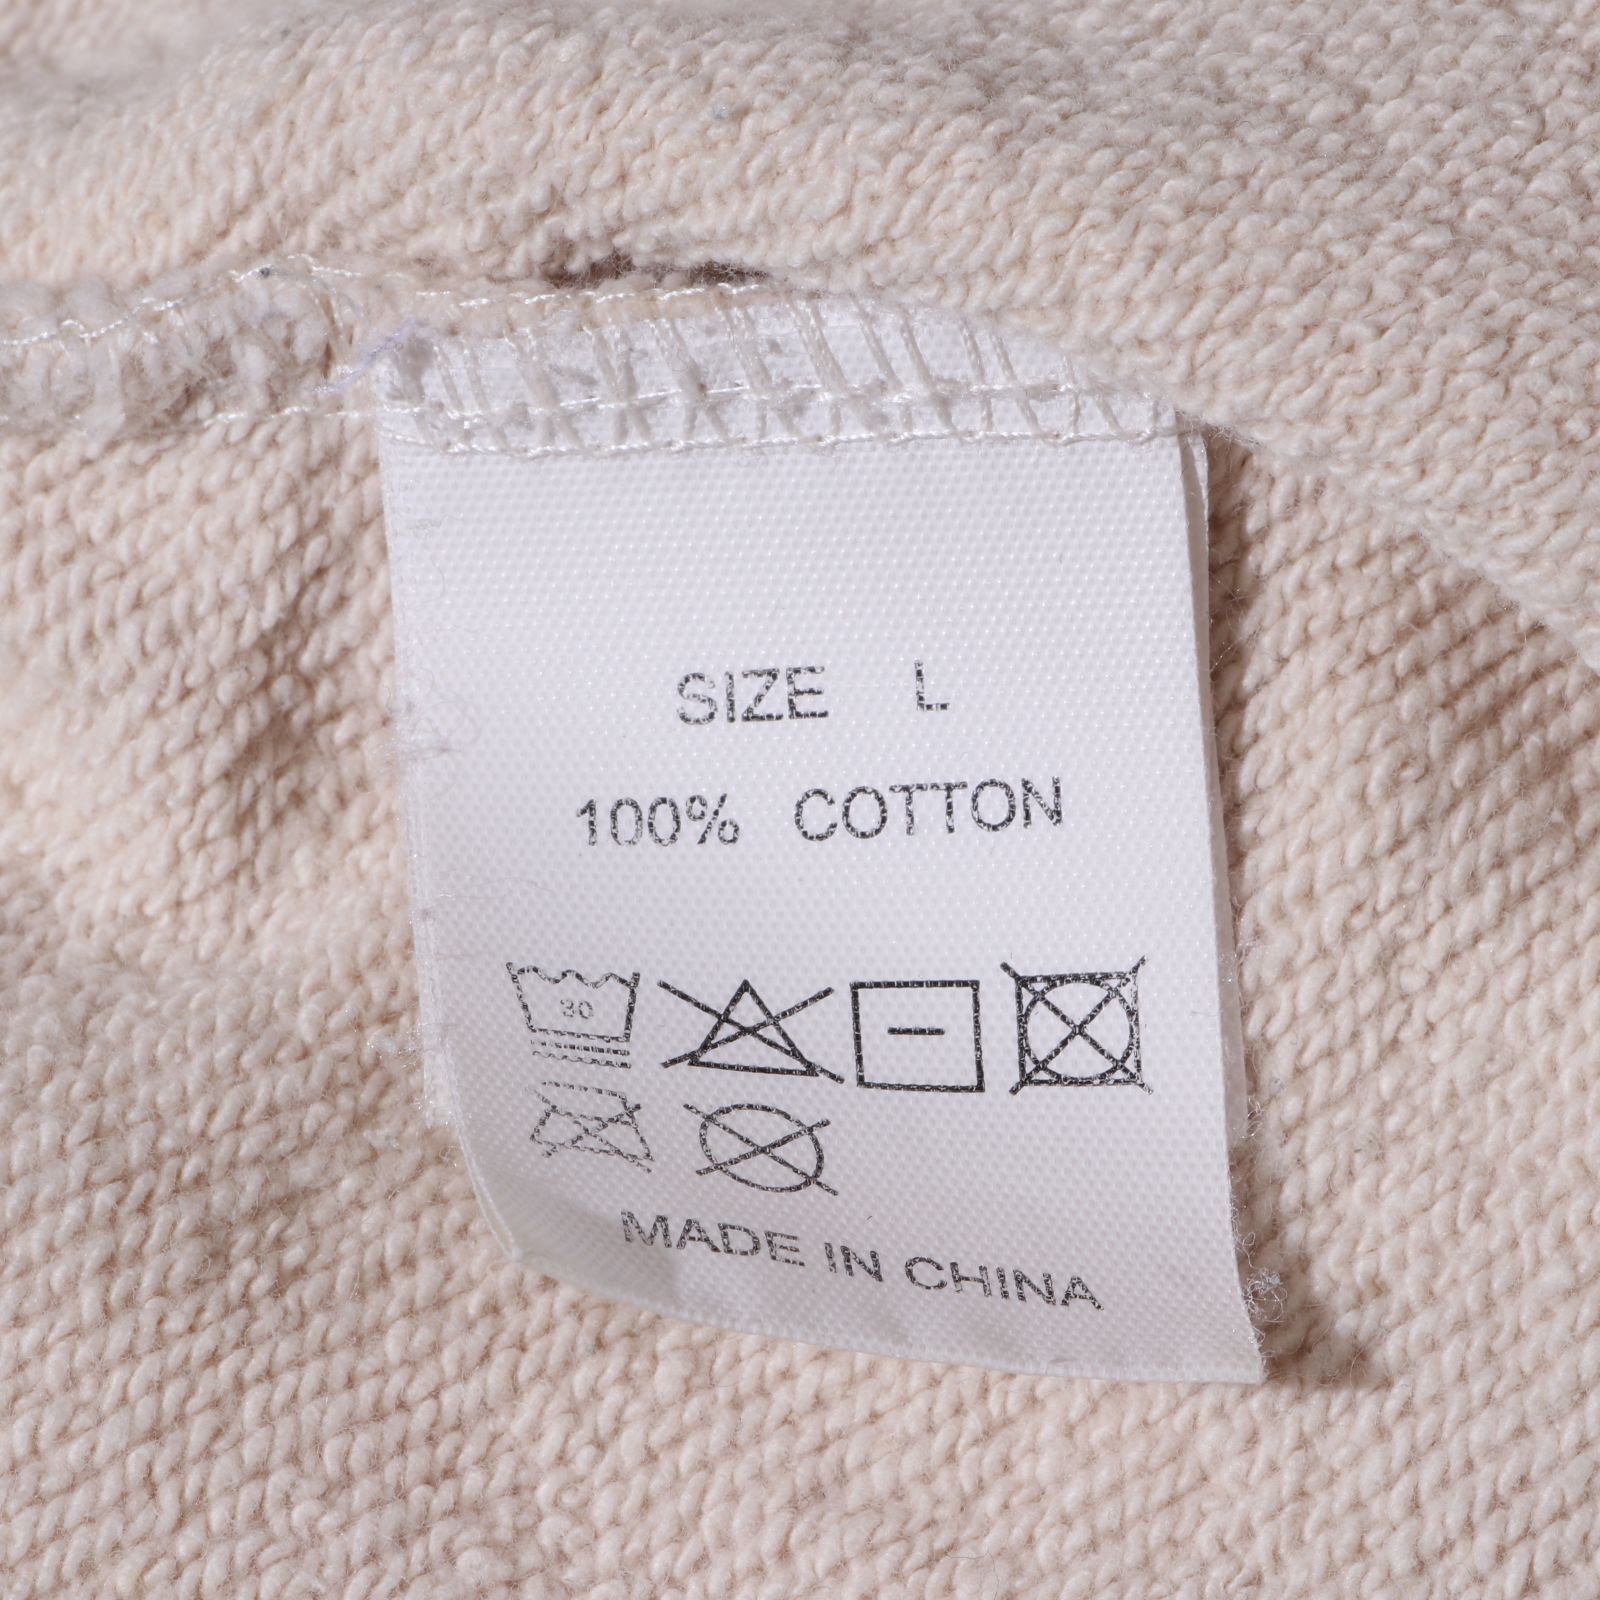 SIZE L
100% COTTON
30
MADE IN CHINA